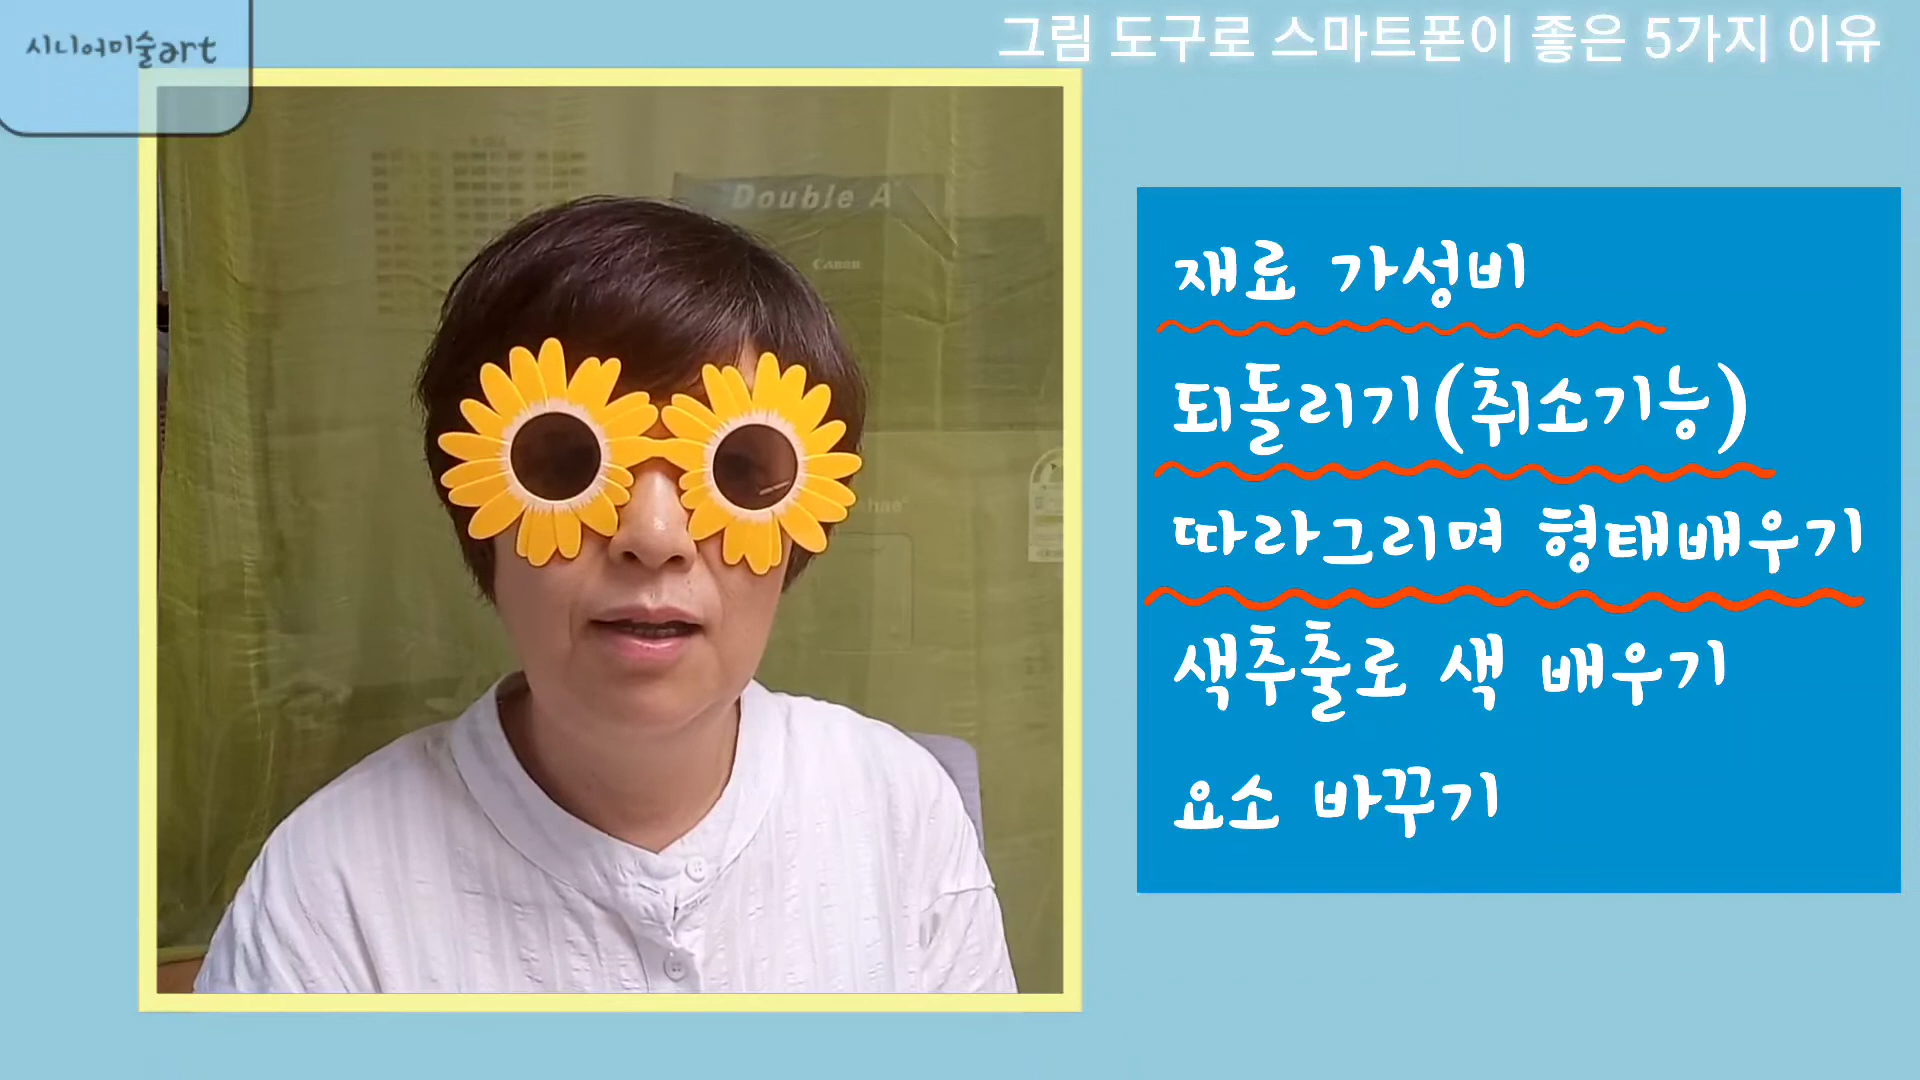 시니어미술art
그림 도구로 스마트폰이 좋은 5가지 이유
Double A
Canon
재료 가성비
되돌리기(취소기능)
따라그리며 형태배우기
색추출로 색 배우기
요소 바꾸기